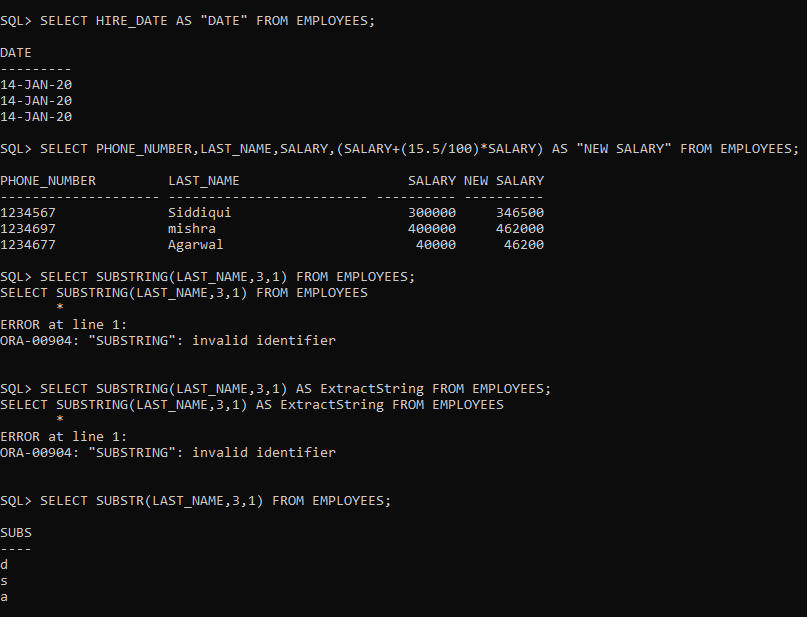 SQL> SELECT HIRE_DATE AS "DATE" FROM EMPLOYEES;
DATE
---------
14-JAN-20
14-JAN-20
14-JAN-20
SQL> SELECT PHONE_NUMBER,LAST_NAME,SALARY,(SALARY+(15.5/100)*SALARY) AS "NEW SALARY" FROM EMPLOYEES;
PHONE_NUMBER         LAST_NAME                     SALARY NEW SALARY
-------------------- ------------------------- ---------- ----------
1234567              Siddiqui                      300000     346500
1234697              mishra                        400000     462000
1234677              Agarwal                        40000      46200
SQL> SELECT SUBSTRING(LAST_NAME,3,1) FROM EMPLOYEES;
SELECT SUBSTRING(LAST_NAME,3,1) FROM EMPLOYEES
       *
ERROR at line 1:
ORA-00904: "SUBSTRING": invalid identifier
SQL> SELECT SUBSTRING(LAST_NAME,3,1) AS ExtractString FROM EMPLOYEES;
SELECT SUBSTRING(LAST_NAME,3,1) AS ExtractString FROM EMPLOYEES
       *
ERROR at line 1:
ORA-00904: "SUBSTRING": invalid identifier
SQL> SELECT SUBSTR(LAST_NAME,3,1) FROM EMPLOYEES;
SUBS
----
d
s
a